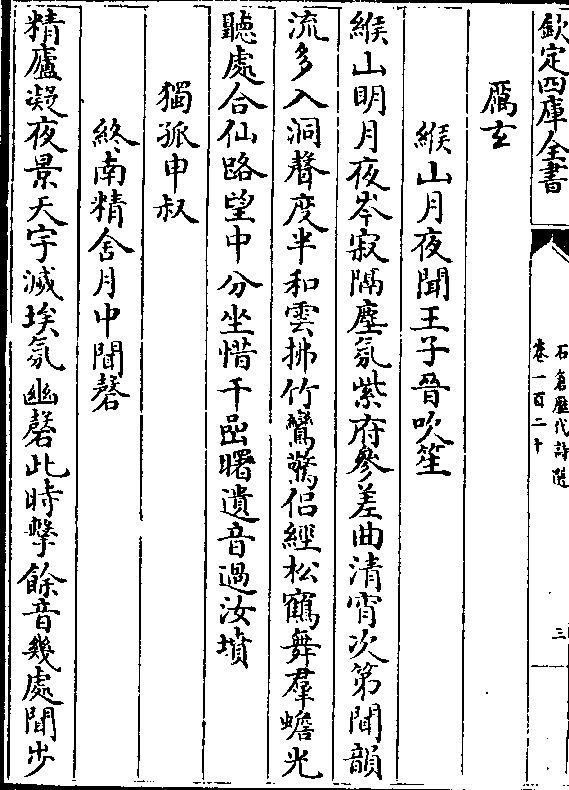 欽定四庫全書
石倉歷代詩選
卷一百二十
三
厲玄
緱山月夜聞王子晉吹笙
緱山明月夜岑寂隔塵氛紫府參差曲清宵次第聞韻
流多入洞聲度半和雲拂竹鸞驚侣經松鶴舞羣蟾光
聽處合仙路望中分坐惜千嵒曙遺音過汝墳
獨孤申叔
終南精舍月中聞磬
精廬凝夜景天宇滅埃氛幽磬此時擊餘音幾處聞步